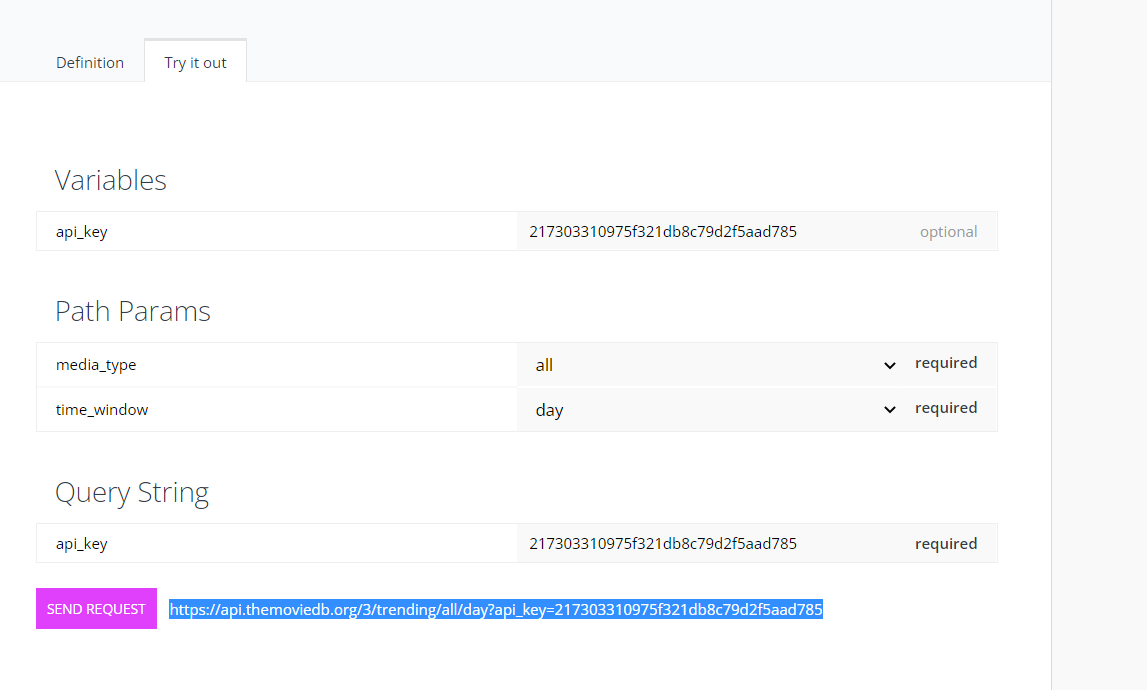 Definition
Try it out
Variables
api_key 217303310975f321db8c79d2f5aad785 optional
Path Params
media_type all required
time_window day required
Query String
api_key 217303310975f321db8c79d2f5aad785 required
SEND REQUEST https://api.themoviedb.org/3/trending/all/day?api_key=217303310975f321db8c79d2f5aad785